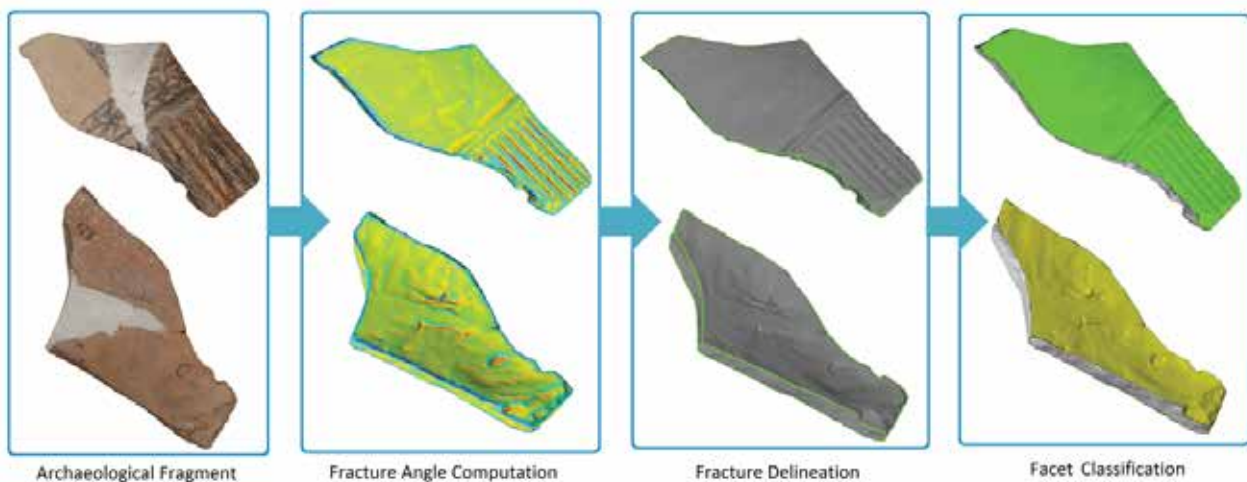 Archaeological Fragment
Fracture Angle Computation
Fracture Delineation
Facet Classification